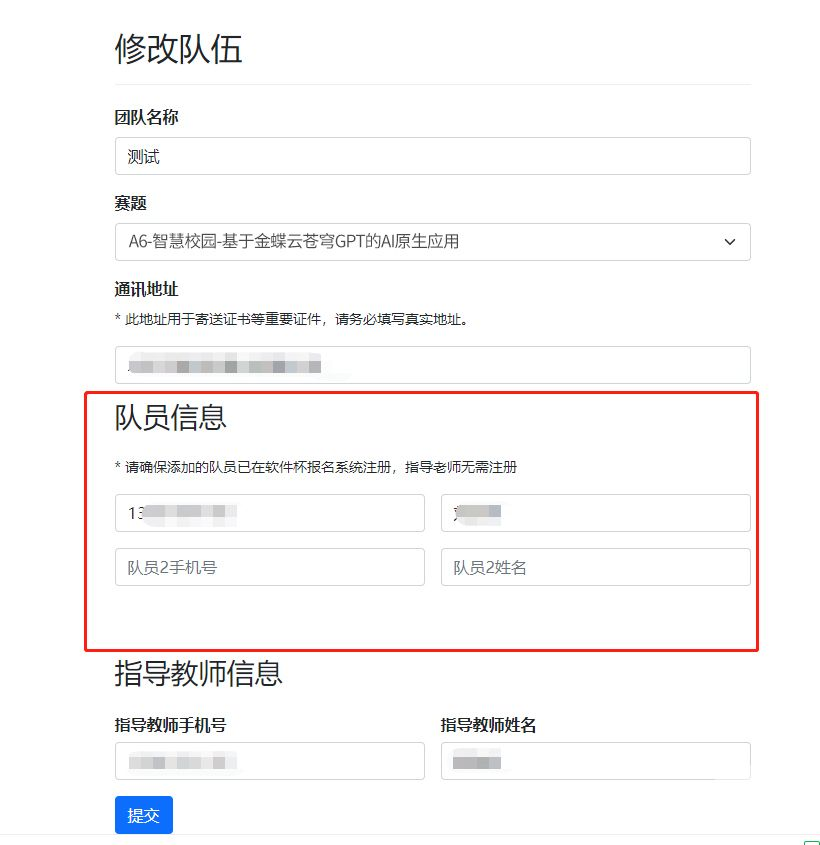 修改队伍
团队名称
测试
赛题
A6-智慧校园-基于金蝶云苍穹GPT的AI原生应用
通讯地址
* 此地址用于寄送证书等重要证件，请务必填写真实地址。
队员信息
* 请确保添加的队员已在软件杯报名系统注册，指导老师无需注册
13
队员2手机号 队员2姓名
指导教师信息
指导教师手机号 指导教师姓名
提交